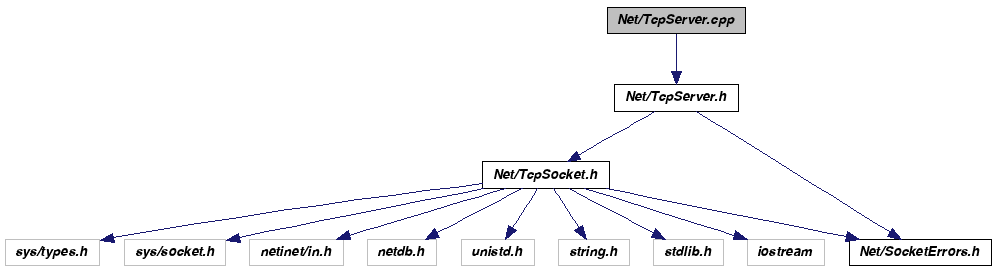 Net/TcpServer.cpp
Net/TcpServer.h
Net/TcpSocket.h
sys/types.h
sys/socket.h
netinet/in.h
netdb.h
unistd.h
string.h
stdlib.h
iostream
Net/SocketErrors.h